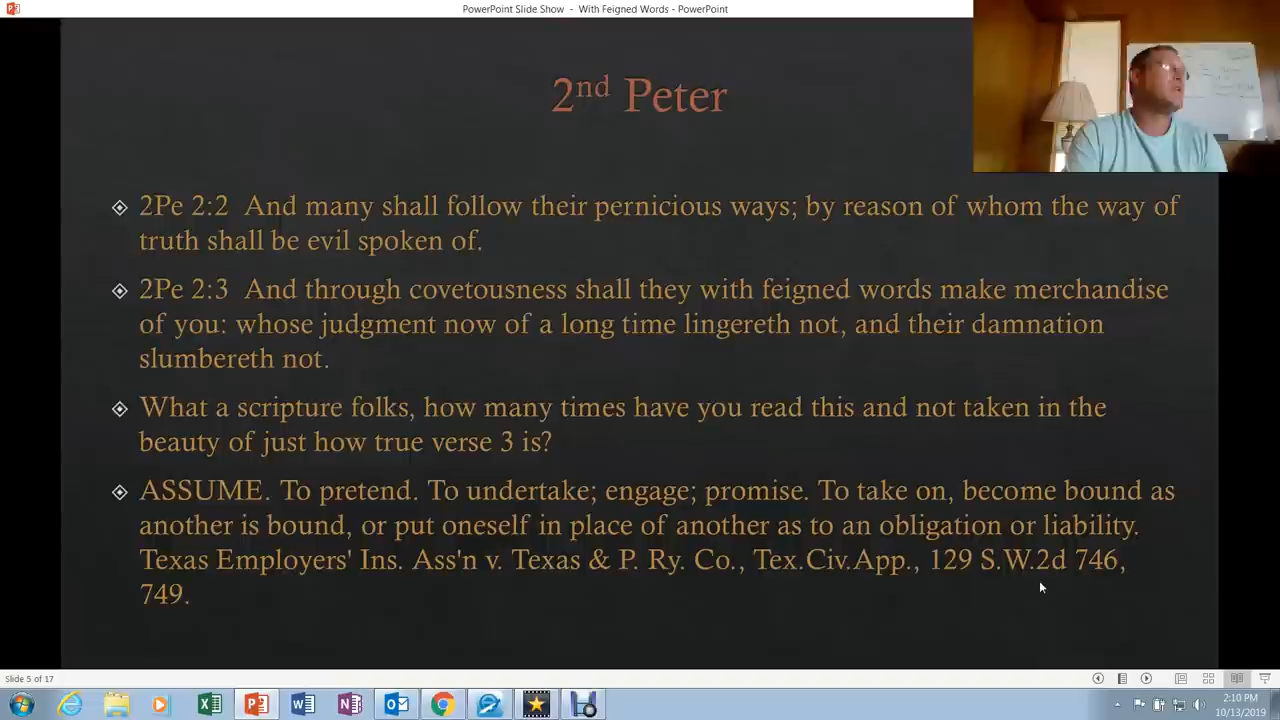 PowerPoint Slide Show - With Feigned Words - PowerPoint
2nd Peter
2Pe 2:2 And many shall follow their pernicious ways; by reason of whom the way of
truth shall be evil spoken of.
2Pe 2:3 And through covetousness shall they with feigned words make merchandise
of you: whose judgment now of a long time lingereth not, and their damnation
slumbereth not.
What a scripture folks, how many times have you read this and not taken in the
beauty of just how true verse 3 is?
ASSUME. To pretend. To undertake; engage; promise. To take on, become bound as
another is bound, or put oneself in place of another as to an obligation or liability.
Texas Employers' Ins. Ass'n v. Texas & P. Ry. Co., Tex.Civ.App., 129 S.W.2d 746,
749.
Slide 5 of 17
2:10 PM
10/13/2019